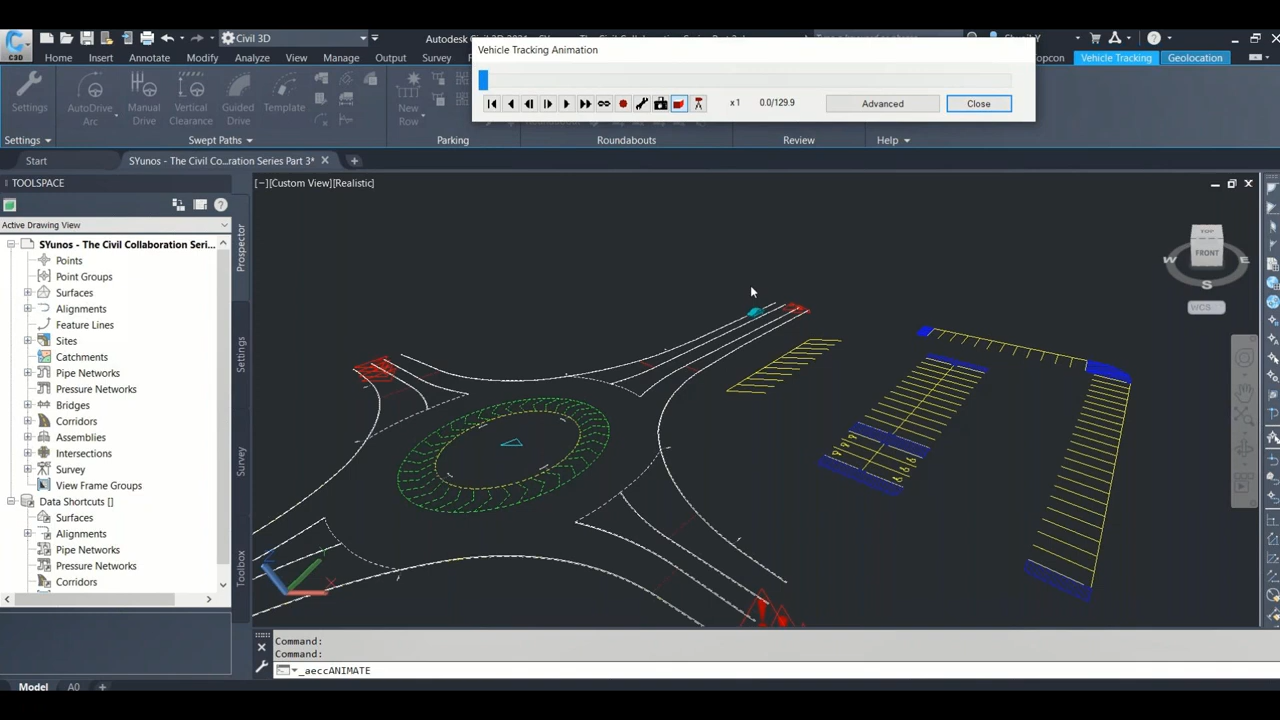 Civil 3D
Autodesk Civil 3D 2021
Vehicle Tracking Animation
x1
0.0/129.9
Advanced
Close
C3D
Home
Insert
Annotate
Modify
Analyze
View
Manage
Output
Survey
Topcon
Vehicle Tracking
Geolocation
Settings
AutoDrive
Arc
Manual
Drive
Vertical
Clearance
Guided
Drive
Template
New
Row
Settings
Swept Paths
Parking
Roundabouts
Review
Help
Start
SYunos - The Civil Co...ration Series Part 3*
TOOLSPACE
Active Drawing View
SYunos - The Civil Collaboration Seri...
Points
Point Groups
Surfaces
Alignments
Feature Lines
Sites
Catchments
Pipe Networks
Pressure Networks
Bridges
Corridors
Assemblies
Intersections
Survey
View Frame Groups
Data Shortcuts []
Surfaces
Alignments
Pipe Networks
Pressure Networks
Corridors
Prospector
Settings
Survey
Toolbox
[−][Custom View][Realistic]
TOP
FRONT
W
E
S
WCS
Command:
Command:
_aeccANIMATE
Model
A0